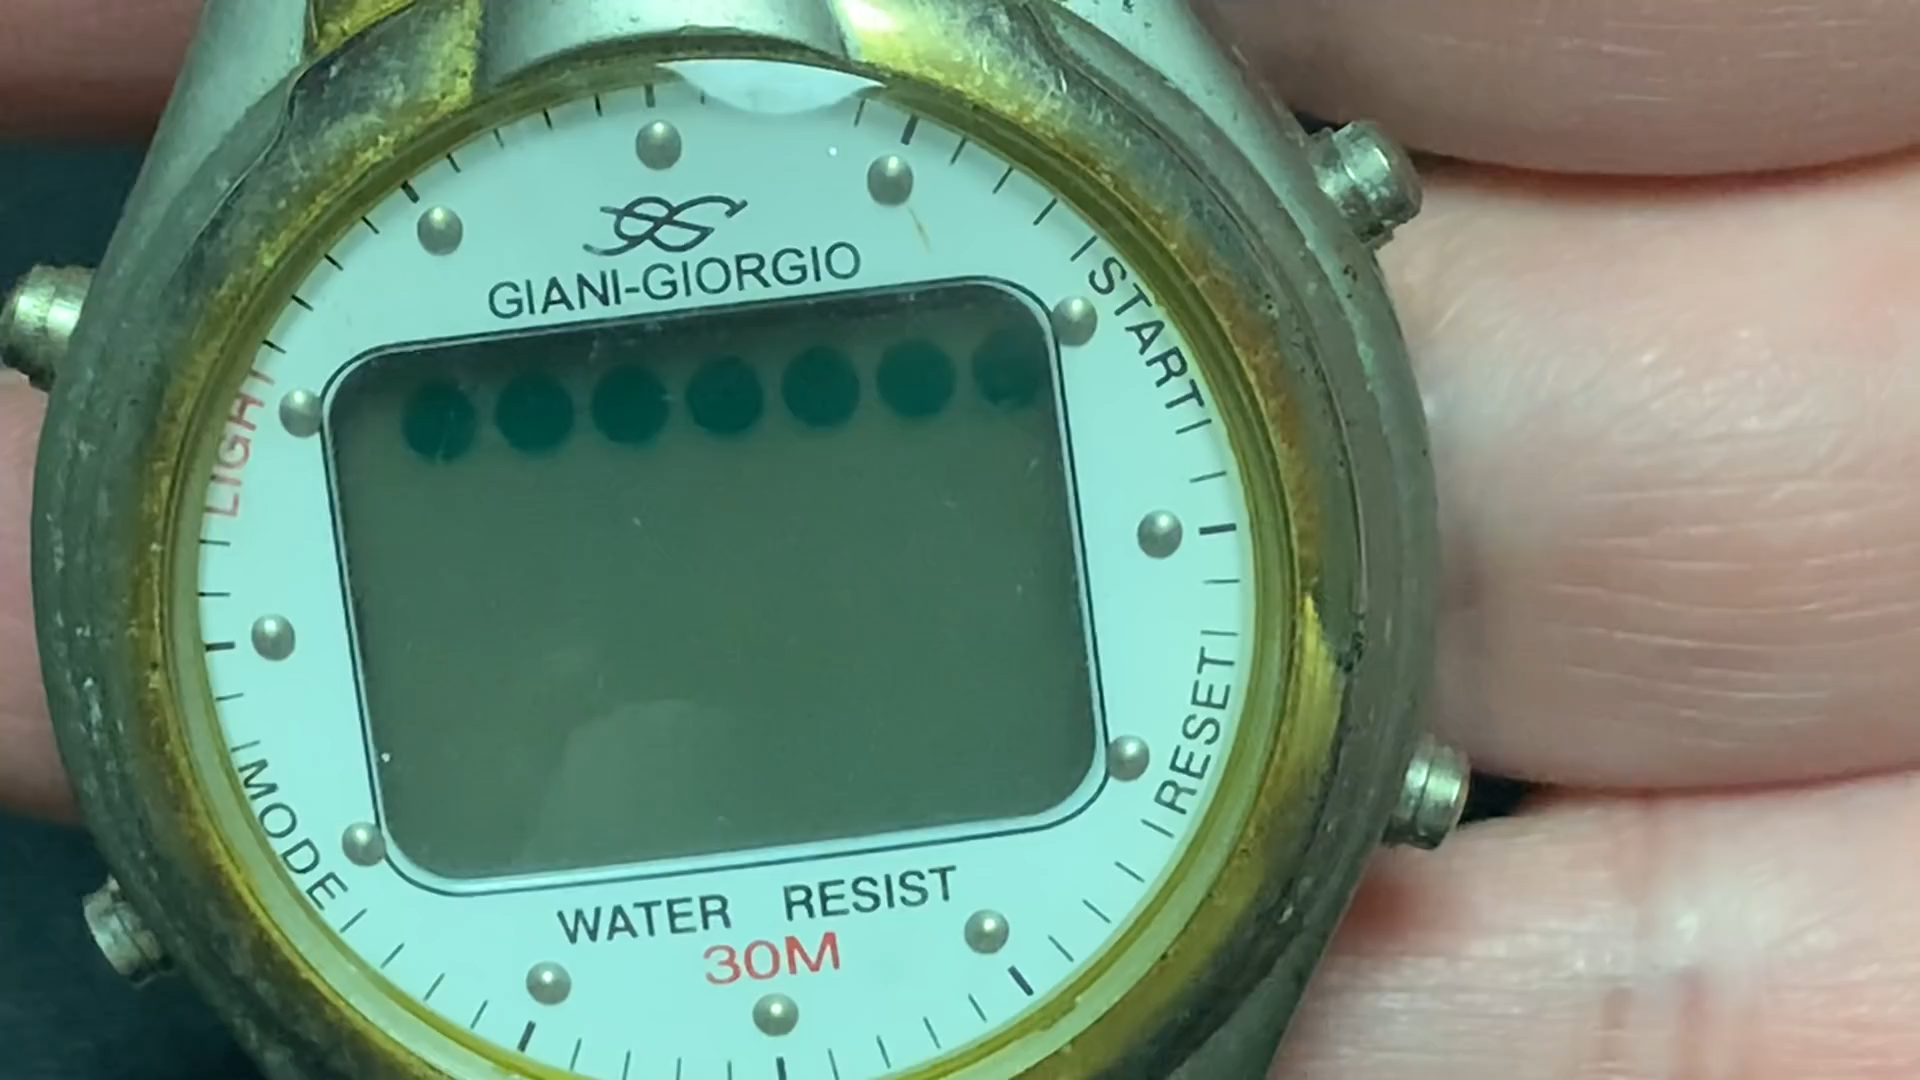 GIANI-GIORGIO
START
LIGHT
RESET
MODE
WATER RESIST
30M